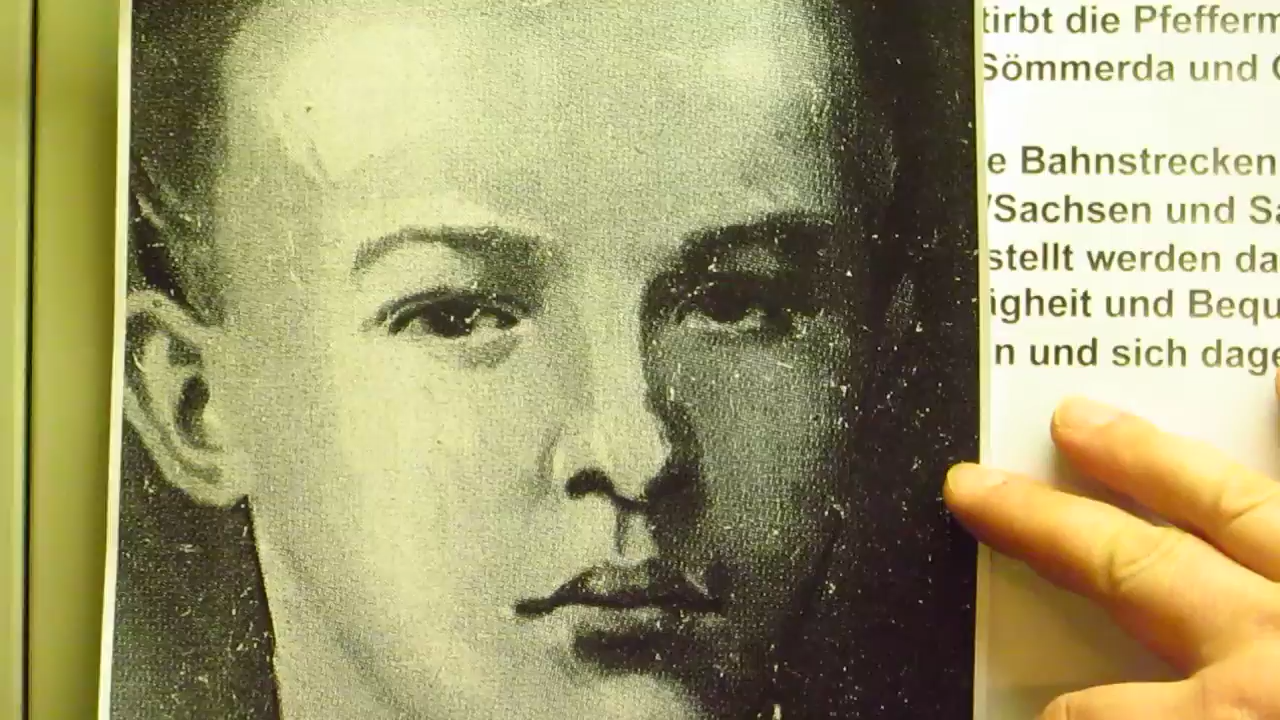 tirbt die Pfefferm
Sömmerda und
e Bahnstrecken
/Sachsen und Sa
stellt werden da
igheit und Bequ
n und sich dage